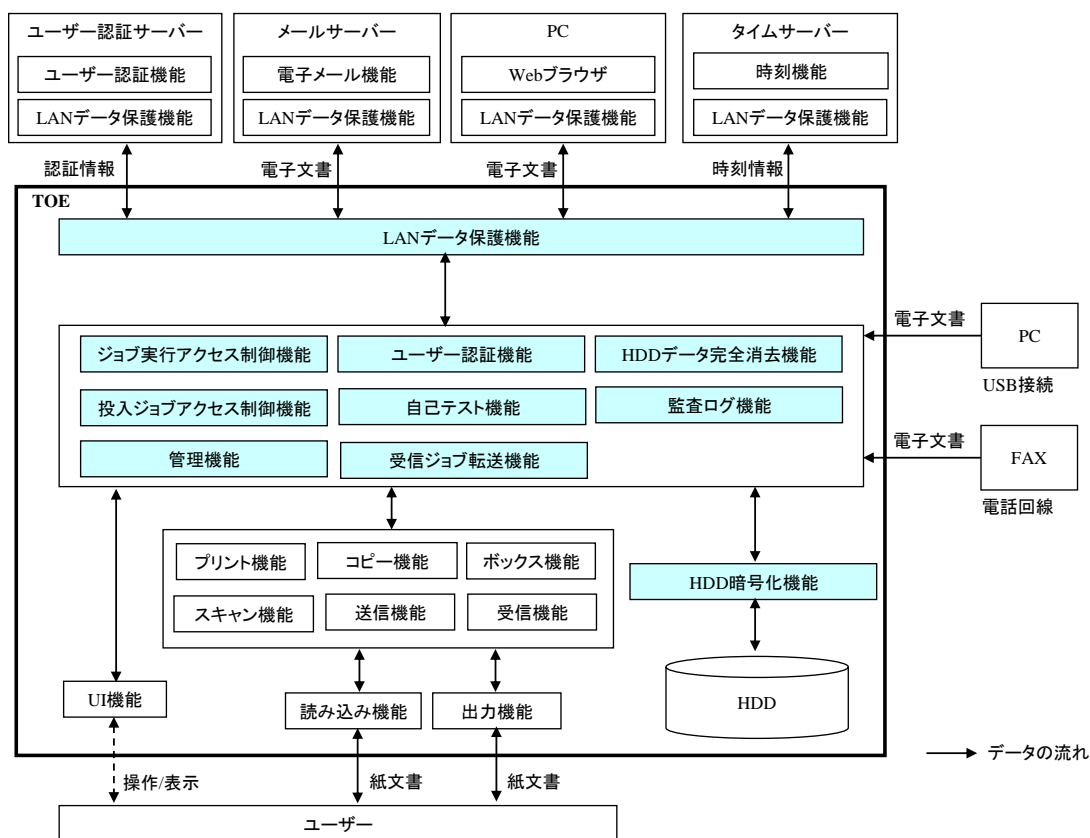 ユーザー認証サーバー
ユーザー認証機能
LANデータ保護機能
メールサーバー
電子メール機能
LANデータ保護機能
PC
Webブラウザ
LANデータ保護機能
タイムサーバー
時刻機能
LANデータ保護機能
認証情報
電子文書
電子文書
時刻情報
TOE
LANデータ保護機能
ジョブ実行アクセス制御機能
ユーザー認証機能
HDDデータ完全消去機能
投入ジョブアクセス制御機能
自己テスト機能
監査ログ機能
管理機能
受信ジョブ転送機能
電子文書
PC
USB接続
電子文書
FAX
電話回線
プリント機能
コピー機能
ボックス機能
スキャン機能
送信機能
受信機能
HDD暗号化機能
HDD
UI機能
読み込み機能
出力機能
データの流れ
操作/表示
紙文書
紙文書
ユーザー